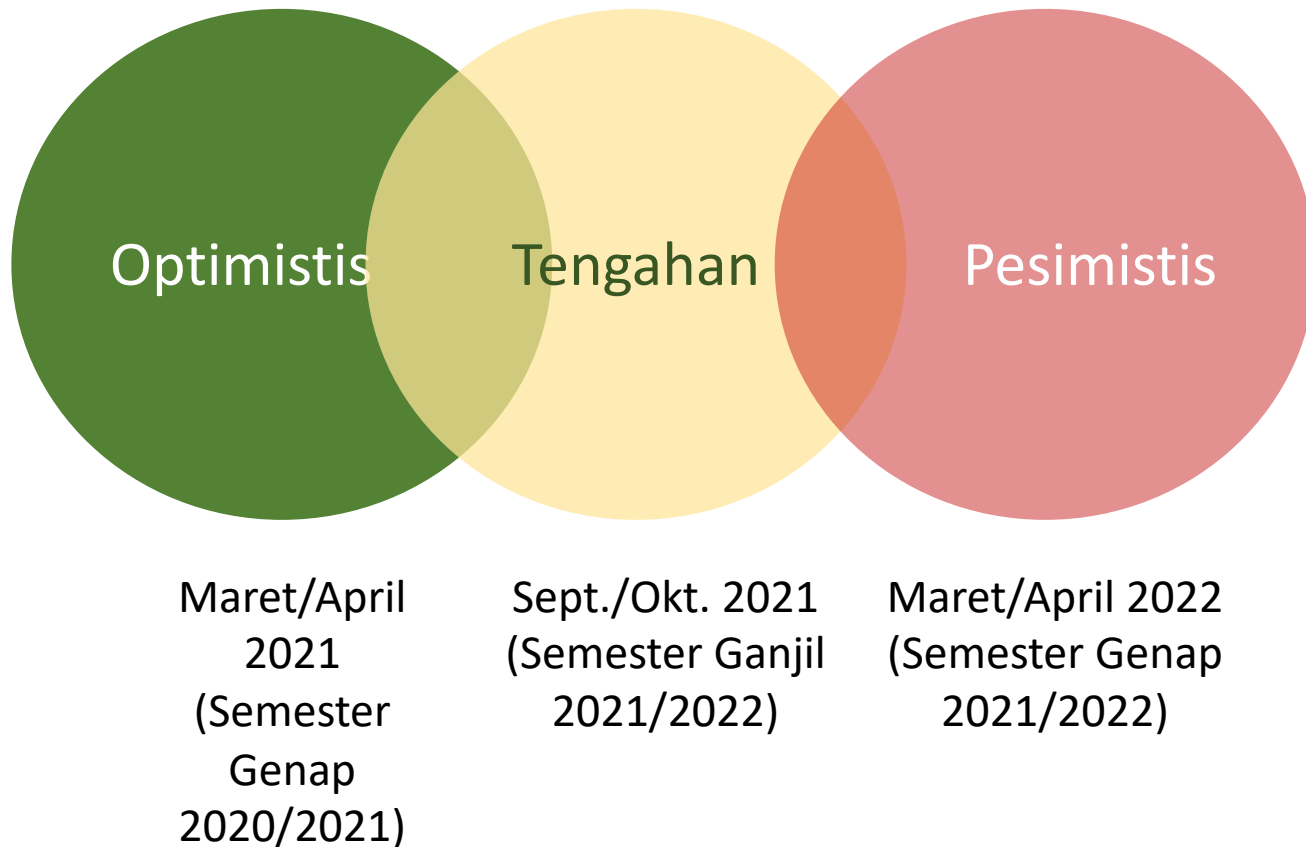 Optimistis
Tengahan
Pesimistis
Maret/April
2021
(Semester
Genap
2020/2021)
Sept./Okt. 2021
(Semester Ganjil
2021/2022)
Maret/April 2022
(Semester Genap
2021/2022)